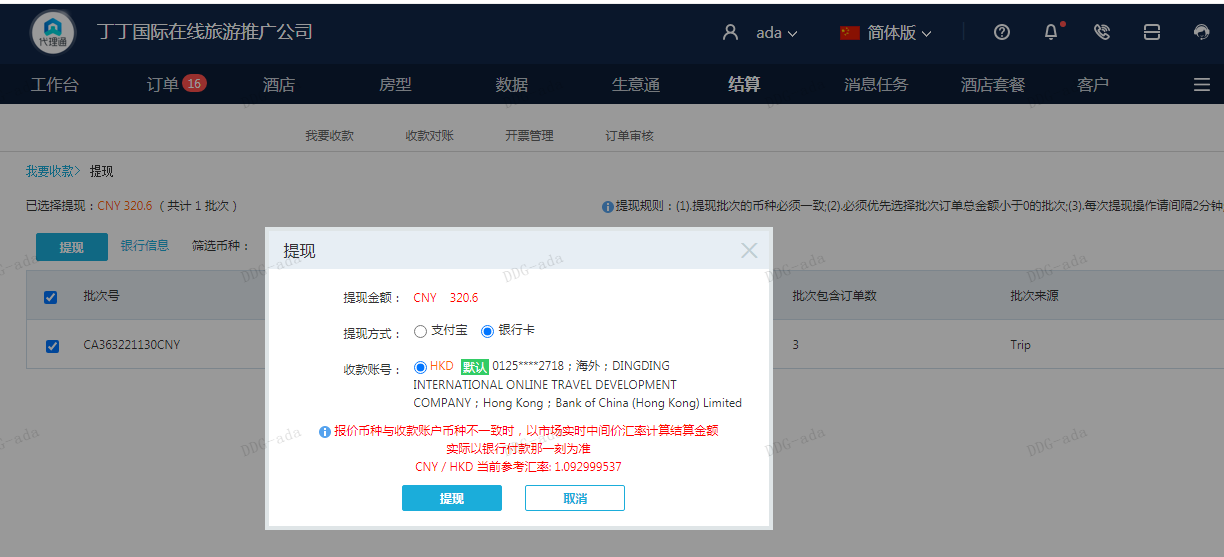 代理通
丁丁国际在线旅游推广公司
ada
简体版
工作台 订单 16 酒店 房型 数据 生意通 结算 消息任务 酒店套餐 客户
我要收款 收款对账 开票管理 订单审核
我要收款> 提现
已选择提现：CNY 320.6（共计 1 批次）
提现规则：(1).提现批次的币种必须一致;(2).必须优先选择批次订单总金额小于0的批次;(3).每次提现操作请间隔2分钟,
提现 银行信息 筛选币种：
批次号 批次包含订单数 批次来源
CA363221130CNY 3 Trip
提现
提现金额： CNY 320.6
提现方式： 支付宝 银行卡
收款账号： HKD 默认 0125****2718；海外；DINGDING
INTERNATIONAL ONLINE TRAVEL DEVELOPMENT
COMPANY；Hong Kong；Bank of China (Hong Kong) Limited
报价币种与收款账户币种不一致时，以市场实时中间价汇率计算结算金额
实际以银行付款那一刻为准
CNY / HKD 当前参考汇率: 1.092999537
提现 取消
DDG-ada
DDG-ada
DDG-ada
DDG-ada
DDG-ada
DDG-ada